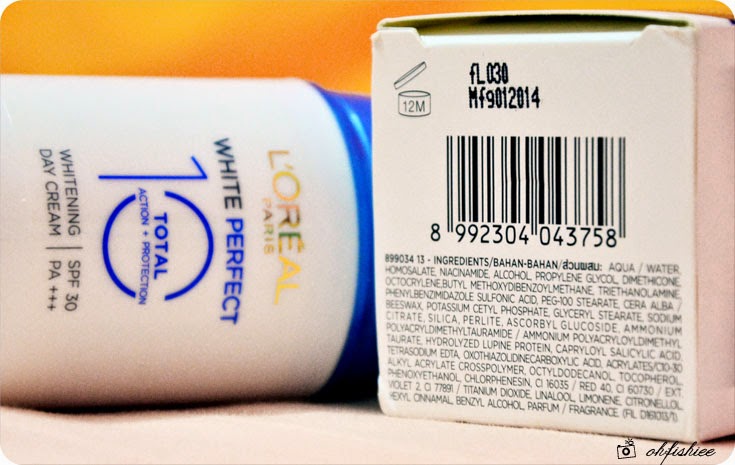 L'ORÉAL
PARIS
WHITE PERFECT
10
TOTAL
ACTION + PROTECTION
WHITENING
DAY CREAM
SPF 30
PA +++
12M
fL030
Mfg012014
8 992304 043758
899034 13 - INGREDIENTS/BAHAN-BAHAN/ส่วนผสม: AQUA / WATER,
HOMOSALATE, NIACINAMIDE, ALCOHOL, PROPYLENE GLYCOL, DIMETHICONE,
OCTOCRYLENE, BUTYL METHOXYDIBENZOYLMETHANE, TRIETHANOLAMINE,
PHENYLBENZIMIDAZOLE SULFONIC ACID, PEG-100 STEARATE, CERA ALBA /
BEESWAX, POTASSIUM CETYL PHOSPHATE, GLYCERYL STEARATE, SODIUM
CITRATE, SILICA, PERLITE, ASCORBYL GLUCOSIDE, AMMONIUM
POLYACRYLDIMETHYLTAURAMIDE / AMMONIUM POLYACRYLOYLDIMETHYL
TAURATE, HYDROLYZED LUPINE PROTEIN, CAPRYLOYL SALICYLIC ACID,
TETRASODIUM EDTA, OXOTHIAZOLIDINECARBOXYLIC ACID, ACRYLATES/C10-30
ALKYL ACRYLATE CROSSPOLYMER, OCTYLDODECANOL, TOCOPHEROL,
PHENOXYETHANOL, CHLORPHENESIN, CI 16035 / RED 40, CI 60730 / EXT.
VIOLET 2, CI 77891 / TITANIUM DIOXIDE, LINALOOL, LIMONENE, CITRONELLOL,
HEXYL CINNAMAL, BENZYL ALCOHOL, PARFUM / FRAGRANCE. (FIL D161013/1)
ohfishiee